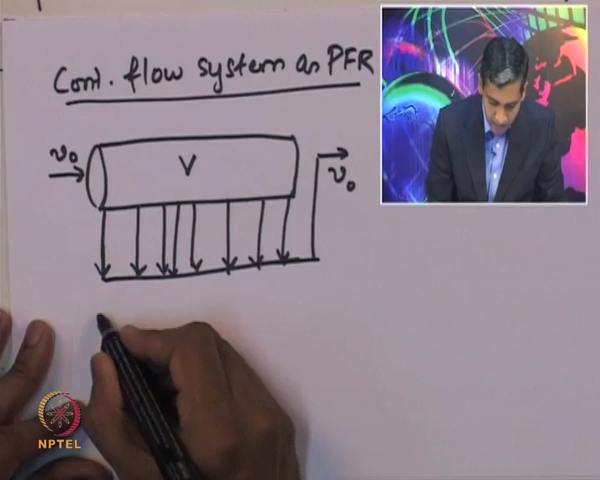 Cont. flow system as PFR
v₀
V
v₀
NPTEL